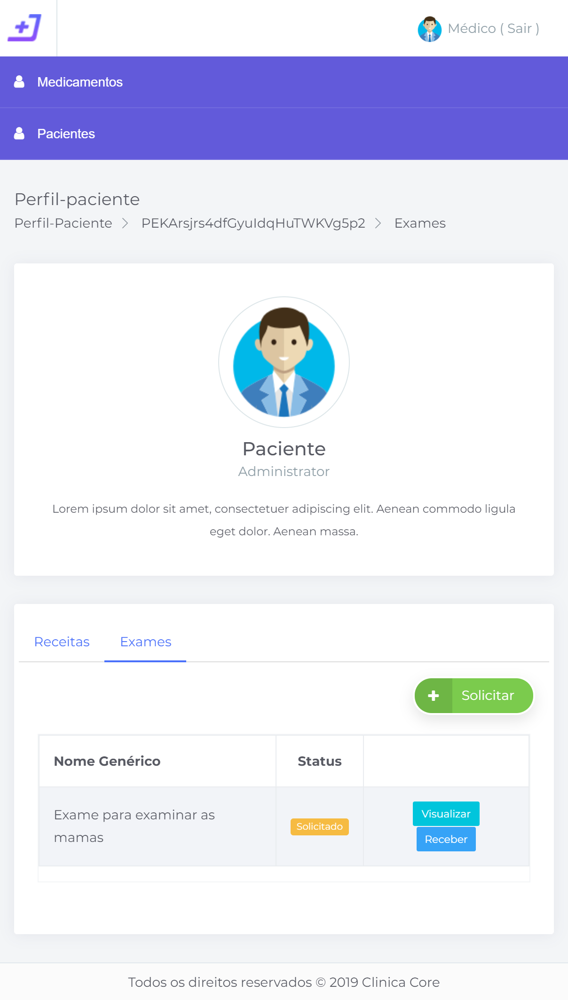 Médico ( Sair )
Medicamentos
Pacientes
Perfil-paciente
Perfil-Paciente > PEKArsjrs4dfGyuIdqHuTWKVg5p2 > Exames
Paciente
Administrator
Lorem ipsum dolor sit amet, consectetuer adipiscing elit. Aenean commodo ligula
eget dolor. Aenean massa.
Receitas Exames
Solicitar
Nome Genérico Status
Exame para examinar as
mamas
Solicitado
Visualizar
Receber
Todos os direitos reservados © 2019 Clinica Core